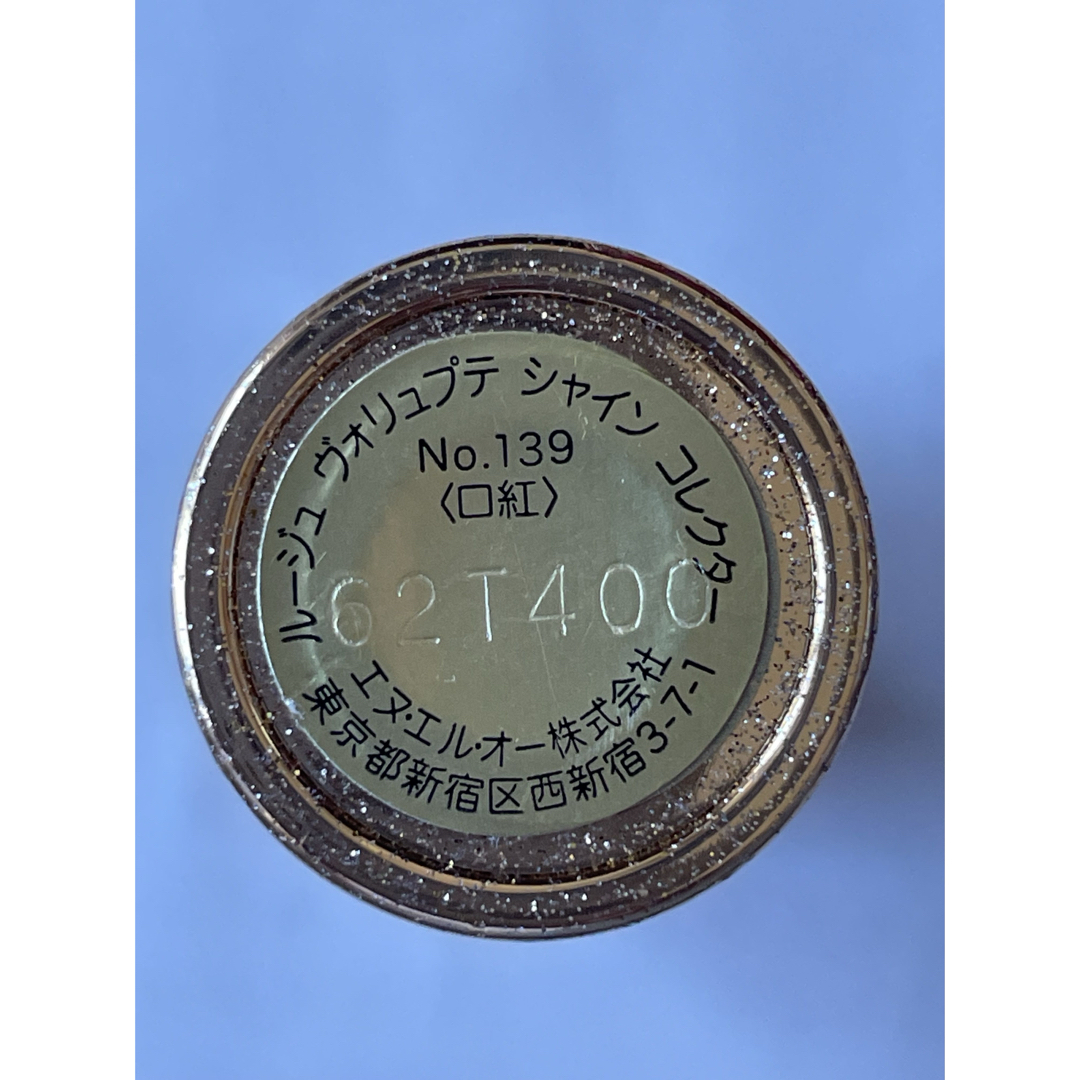 ルージュ ヴォリュプテ シャイン コレクター
No.139
〈口紅〉
62T400
エヌ・エル・オー株式会社
東京都新宿区西新宿3-7-1